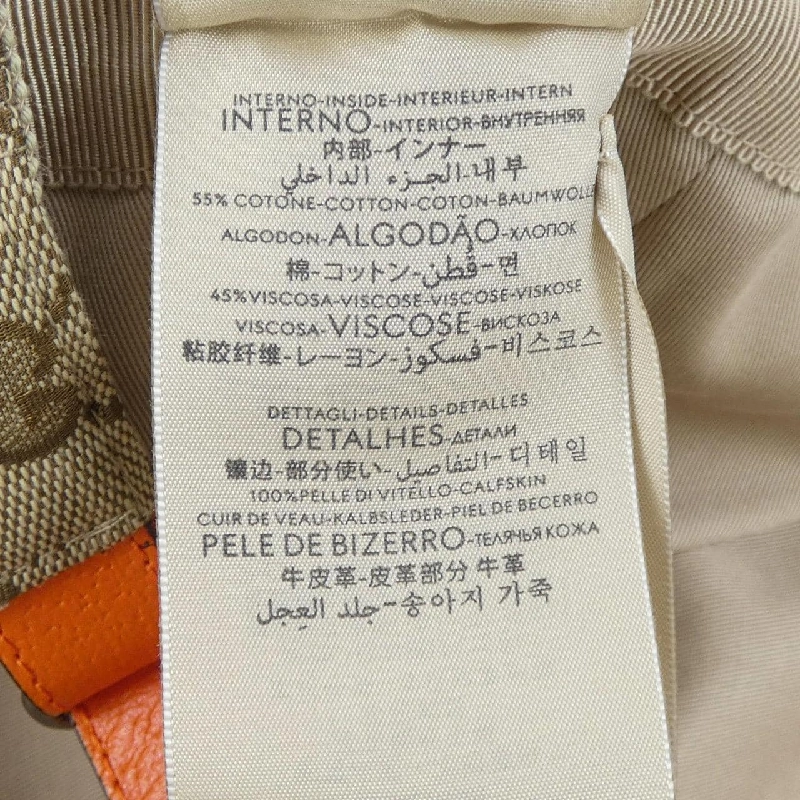 INTERNO-INSIDE-INTERIEUR-INTERN
INTERNO-INTERIOR-ВНУТРЕННЯЯ
内部-インナー
الجزء الداخلي-내부
55% COTONE-COTTON-COTON-BAUMWOLLE
ALGODON-ALGODÃO-ХЛОПОК
棉-コットン-قطن-면
45%VISCOSA-VISCOSE-VISCOSE-VISKOSE
VISCOSA-VISCOSE-ВИСКОЗА
粘胶纤维-レーヨン-فسكوز-비스코스
DETTAGLI-DETAILS-DETALLES
DETALHES-ДЕТАЛИ
镶边-部分使い-التفاصيل-디테일
100%PELLE DI VITELLO-CALFSKIN
CUIR DE VEAU-KALBSLEDER-PIEL DE BECERRO
PELE DE BIZERRO-ТЕЛЯЧЬЯ КОЖА
牛皮革-皮革部分 牛革
جلد العجل-송아지 가죽